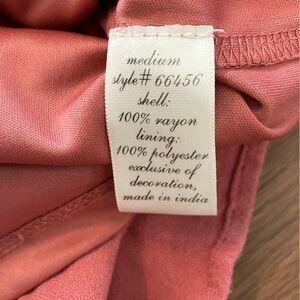 medium
style# 66456
shell:
100% rayon
lining:
100% polyester
exclusive of
decoration,
made in india